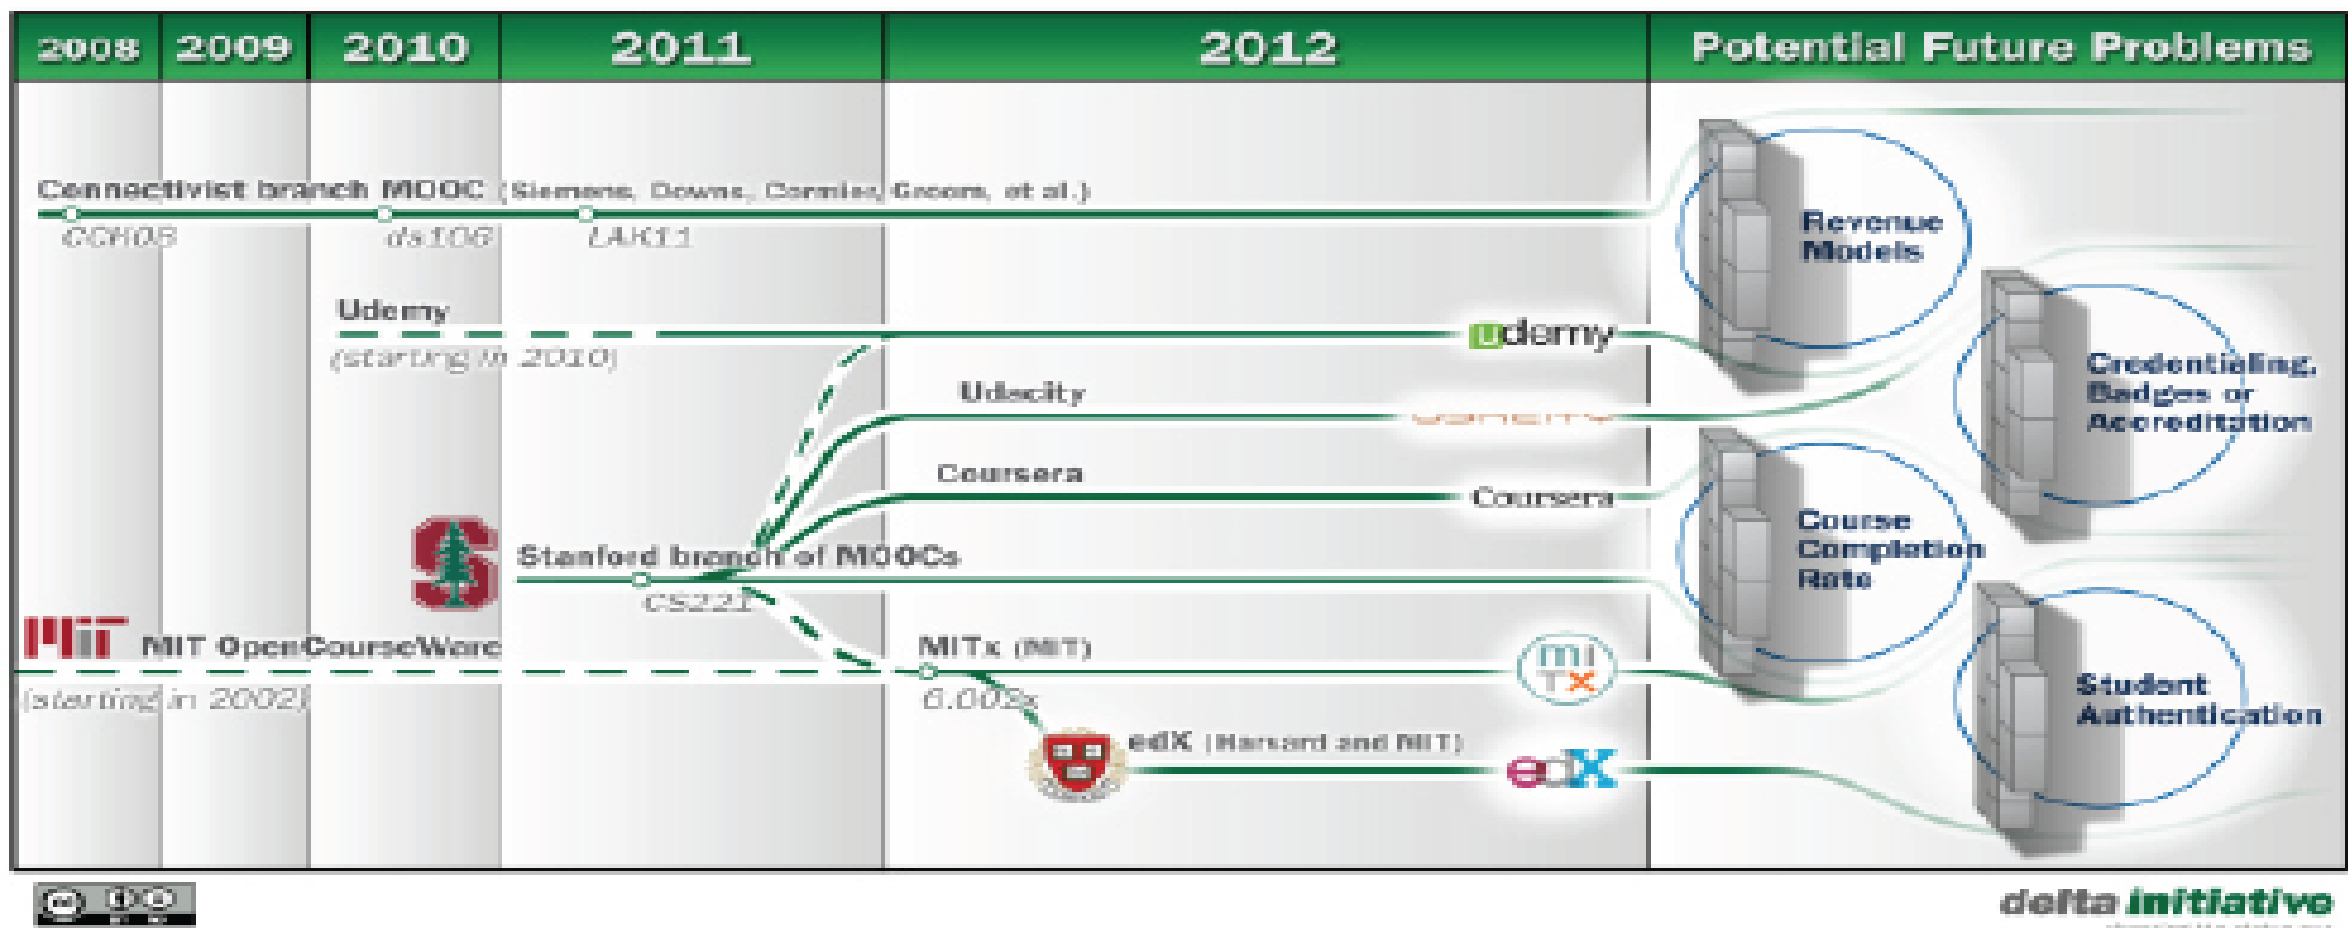 2008 2009 2010 2011 2012 Potential Future Problems
Connectivist branch MOOC (Siemens, Downs, Cormier, Groom, et al.)
CCK08 ds106 LAK11
Revenue
Models
Udemy
(starting in 2010)
udemy
Credentialing,
Badges or
Accreditation
Udacity
Coursera
Coursera
Course
Completion
Rate
Stanford branch of MOOCs
CS221
MIT MIT OpenCourseWare
(starting in 2002)
MITx (MIT)
6.002x
miTx
Student
Authentication
edX (Harvard and MIT)
edX
delta initiative